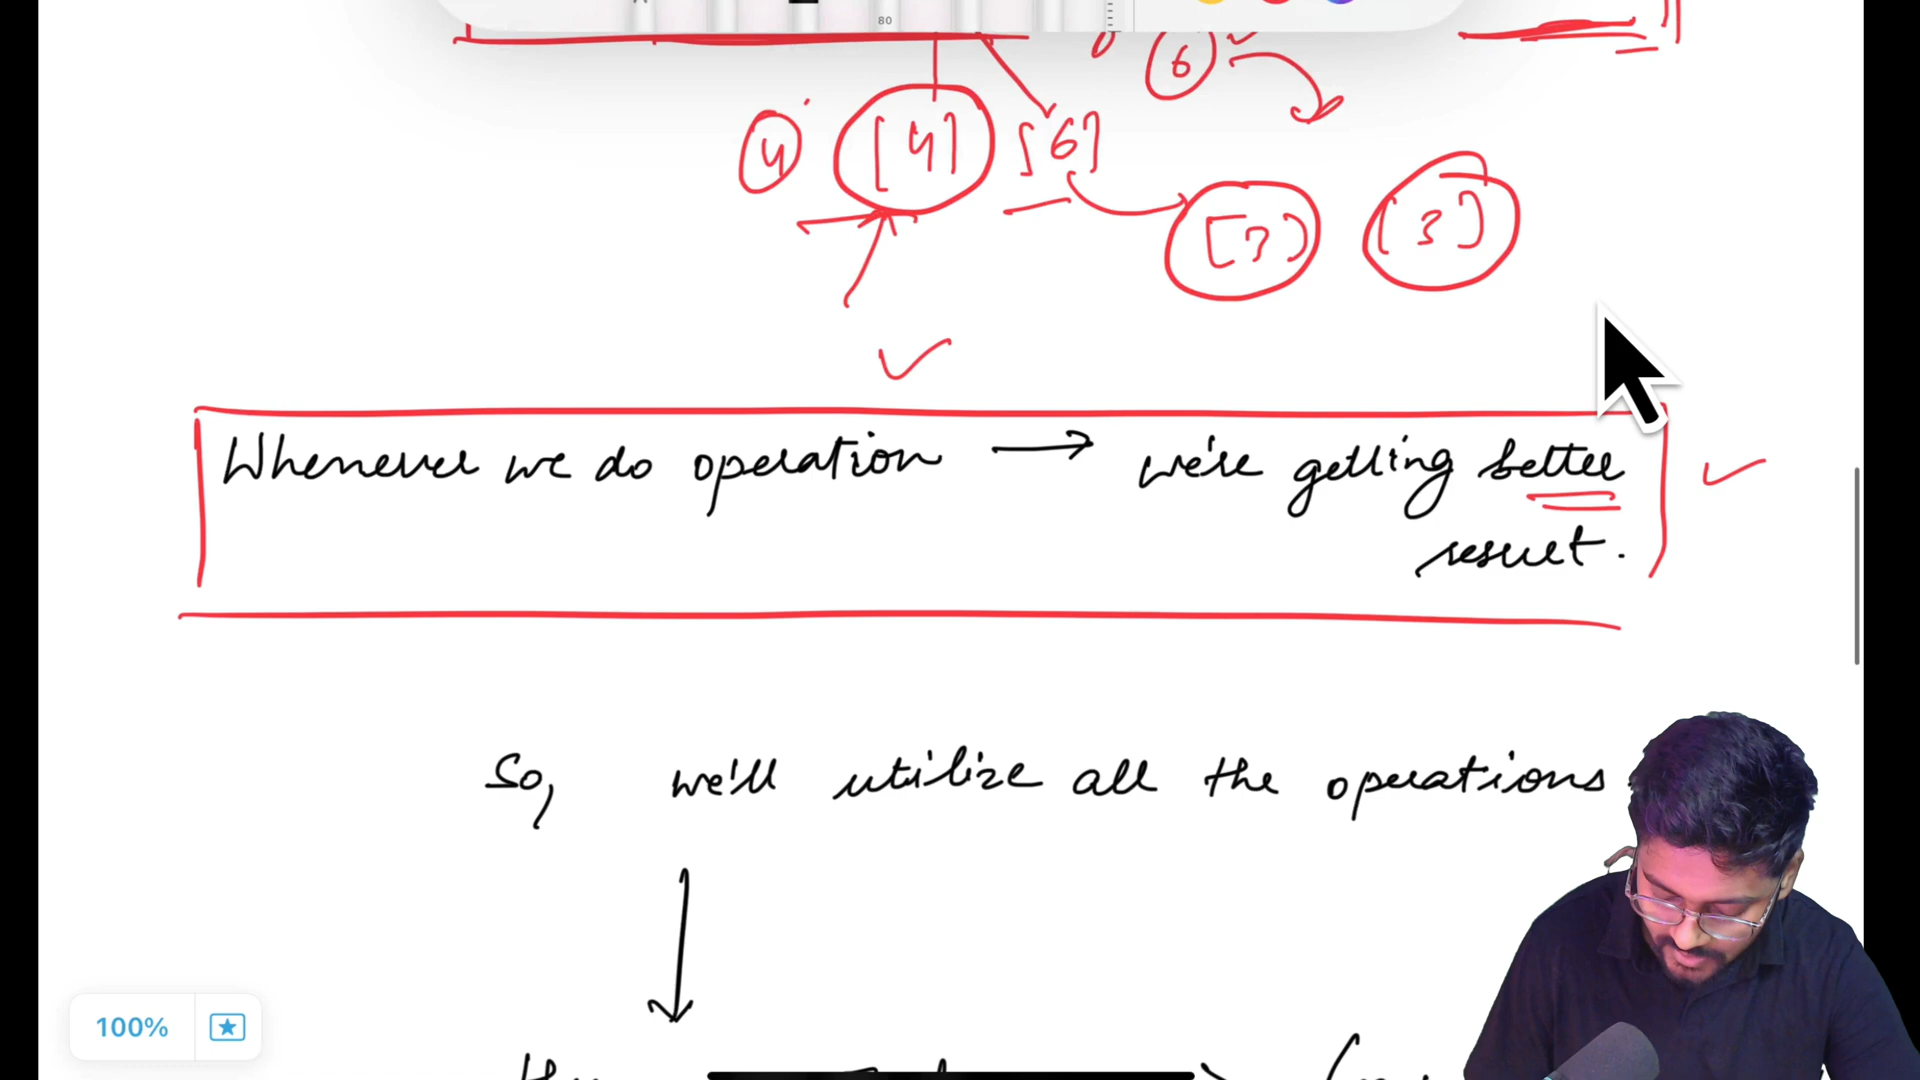 80
6
4 [4] [6]
[3] [3]
Whenever we do operation → we're getting better
result.
So, we'll utilize all the operations
100%